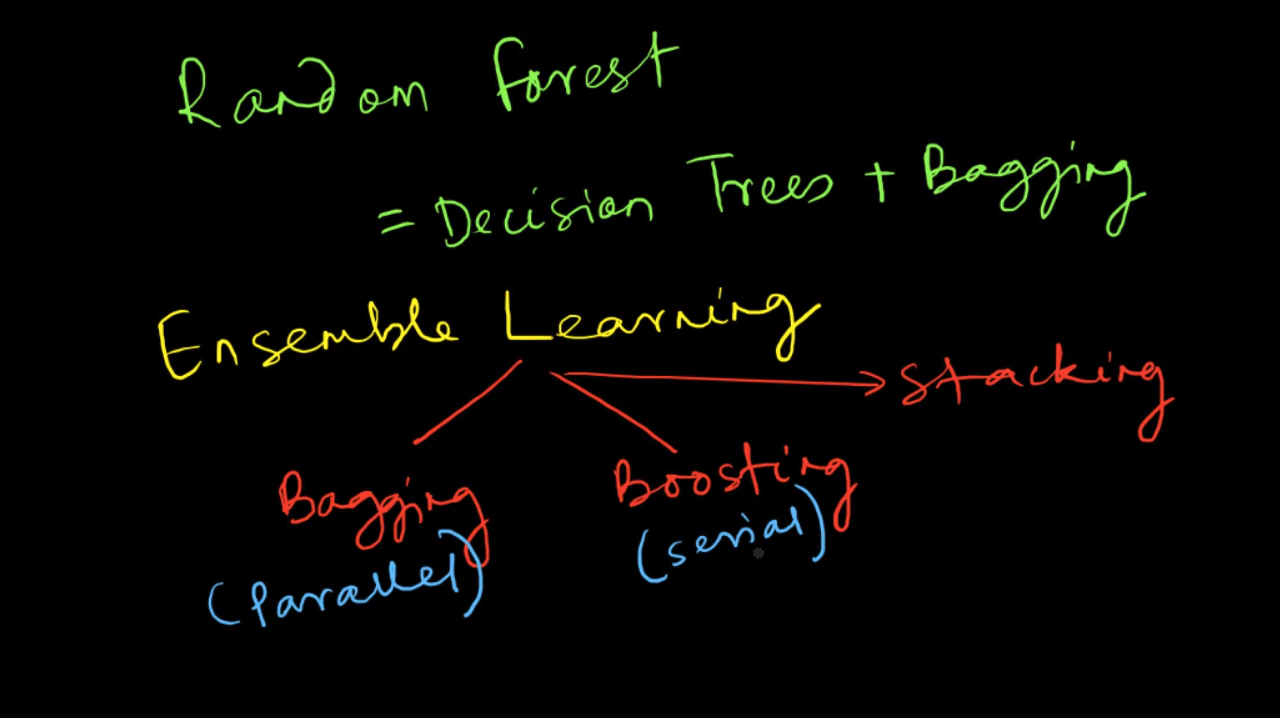 Random Forest
= Decision Trees + Bagging
Ensemble Learning
Stacking
Bagging
Boosting
(Parallel)
(serial)